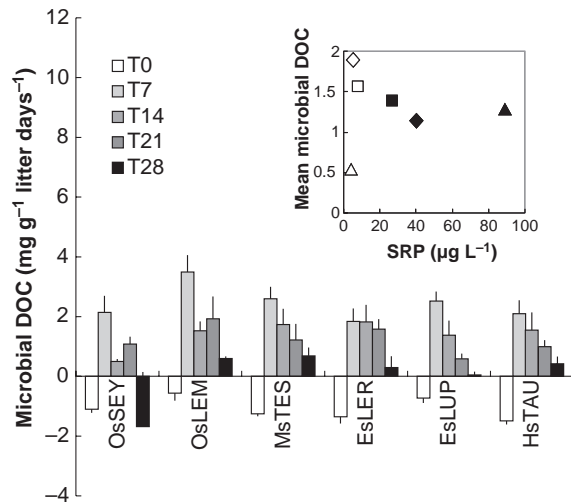 12
10
8
6
4
2
0
−2
−4
Microbial DOC (mg g⁻¹ litter days⁻¹)
T0
T7
T14
T21
T28
2
1.5
1
0.5
0
Mean microbial DOC
0 20 40 60 80 100
SRP (µg L⁻¹)
OsSEY
OsLEM
MsTES
EsLER
EsLUP
HsTAU